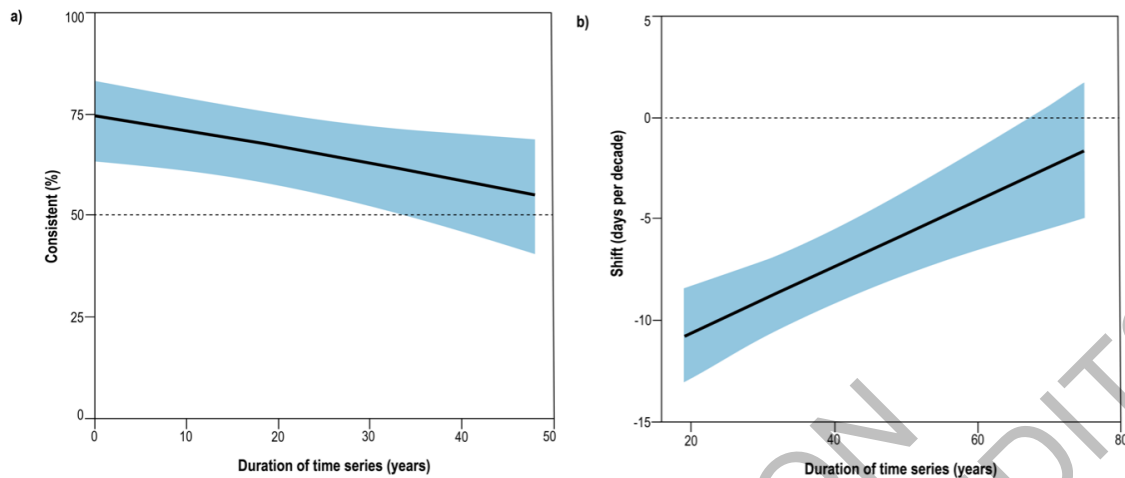 a)
100
75
50
25
0
Consistent (%)
0 10 20 30 40 50
Duration of time series (years)
b)
5
0
-5
-10
-15
Shift (days per decade)
20 40 60 80
Duration of time series (years)